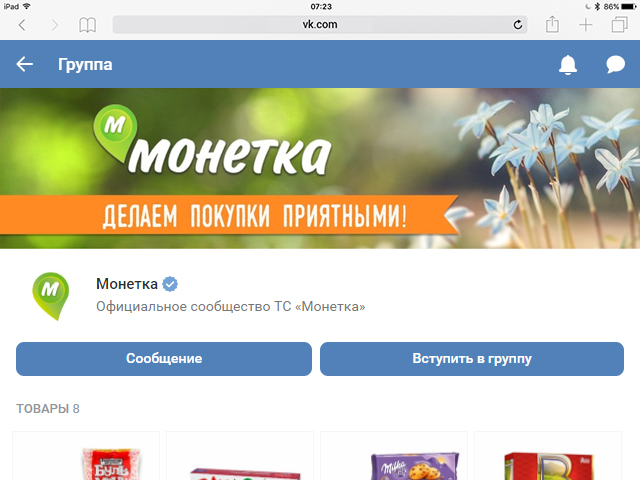 iPad 07:23 86%
vk.com
Группа
М
МОНЕТКА
ДЕЛАЕМ ПОКУПКИ ПРИЯТНЫМИ!
М
Монетка
Официальное сообщество ТС «Монетка»
Сообщение Вступить в группу
ТОВАРЫ 8
БУЛЬ Milka